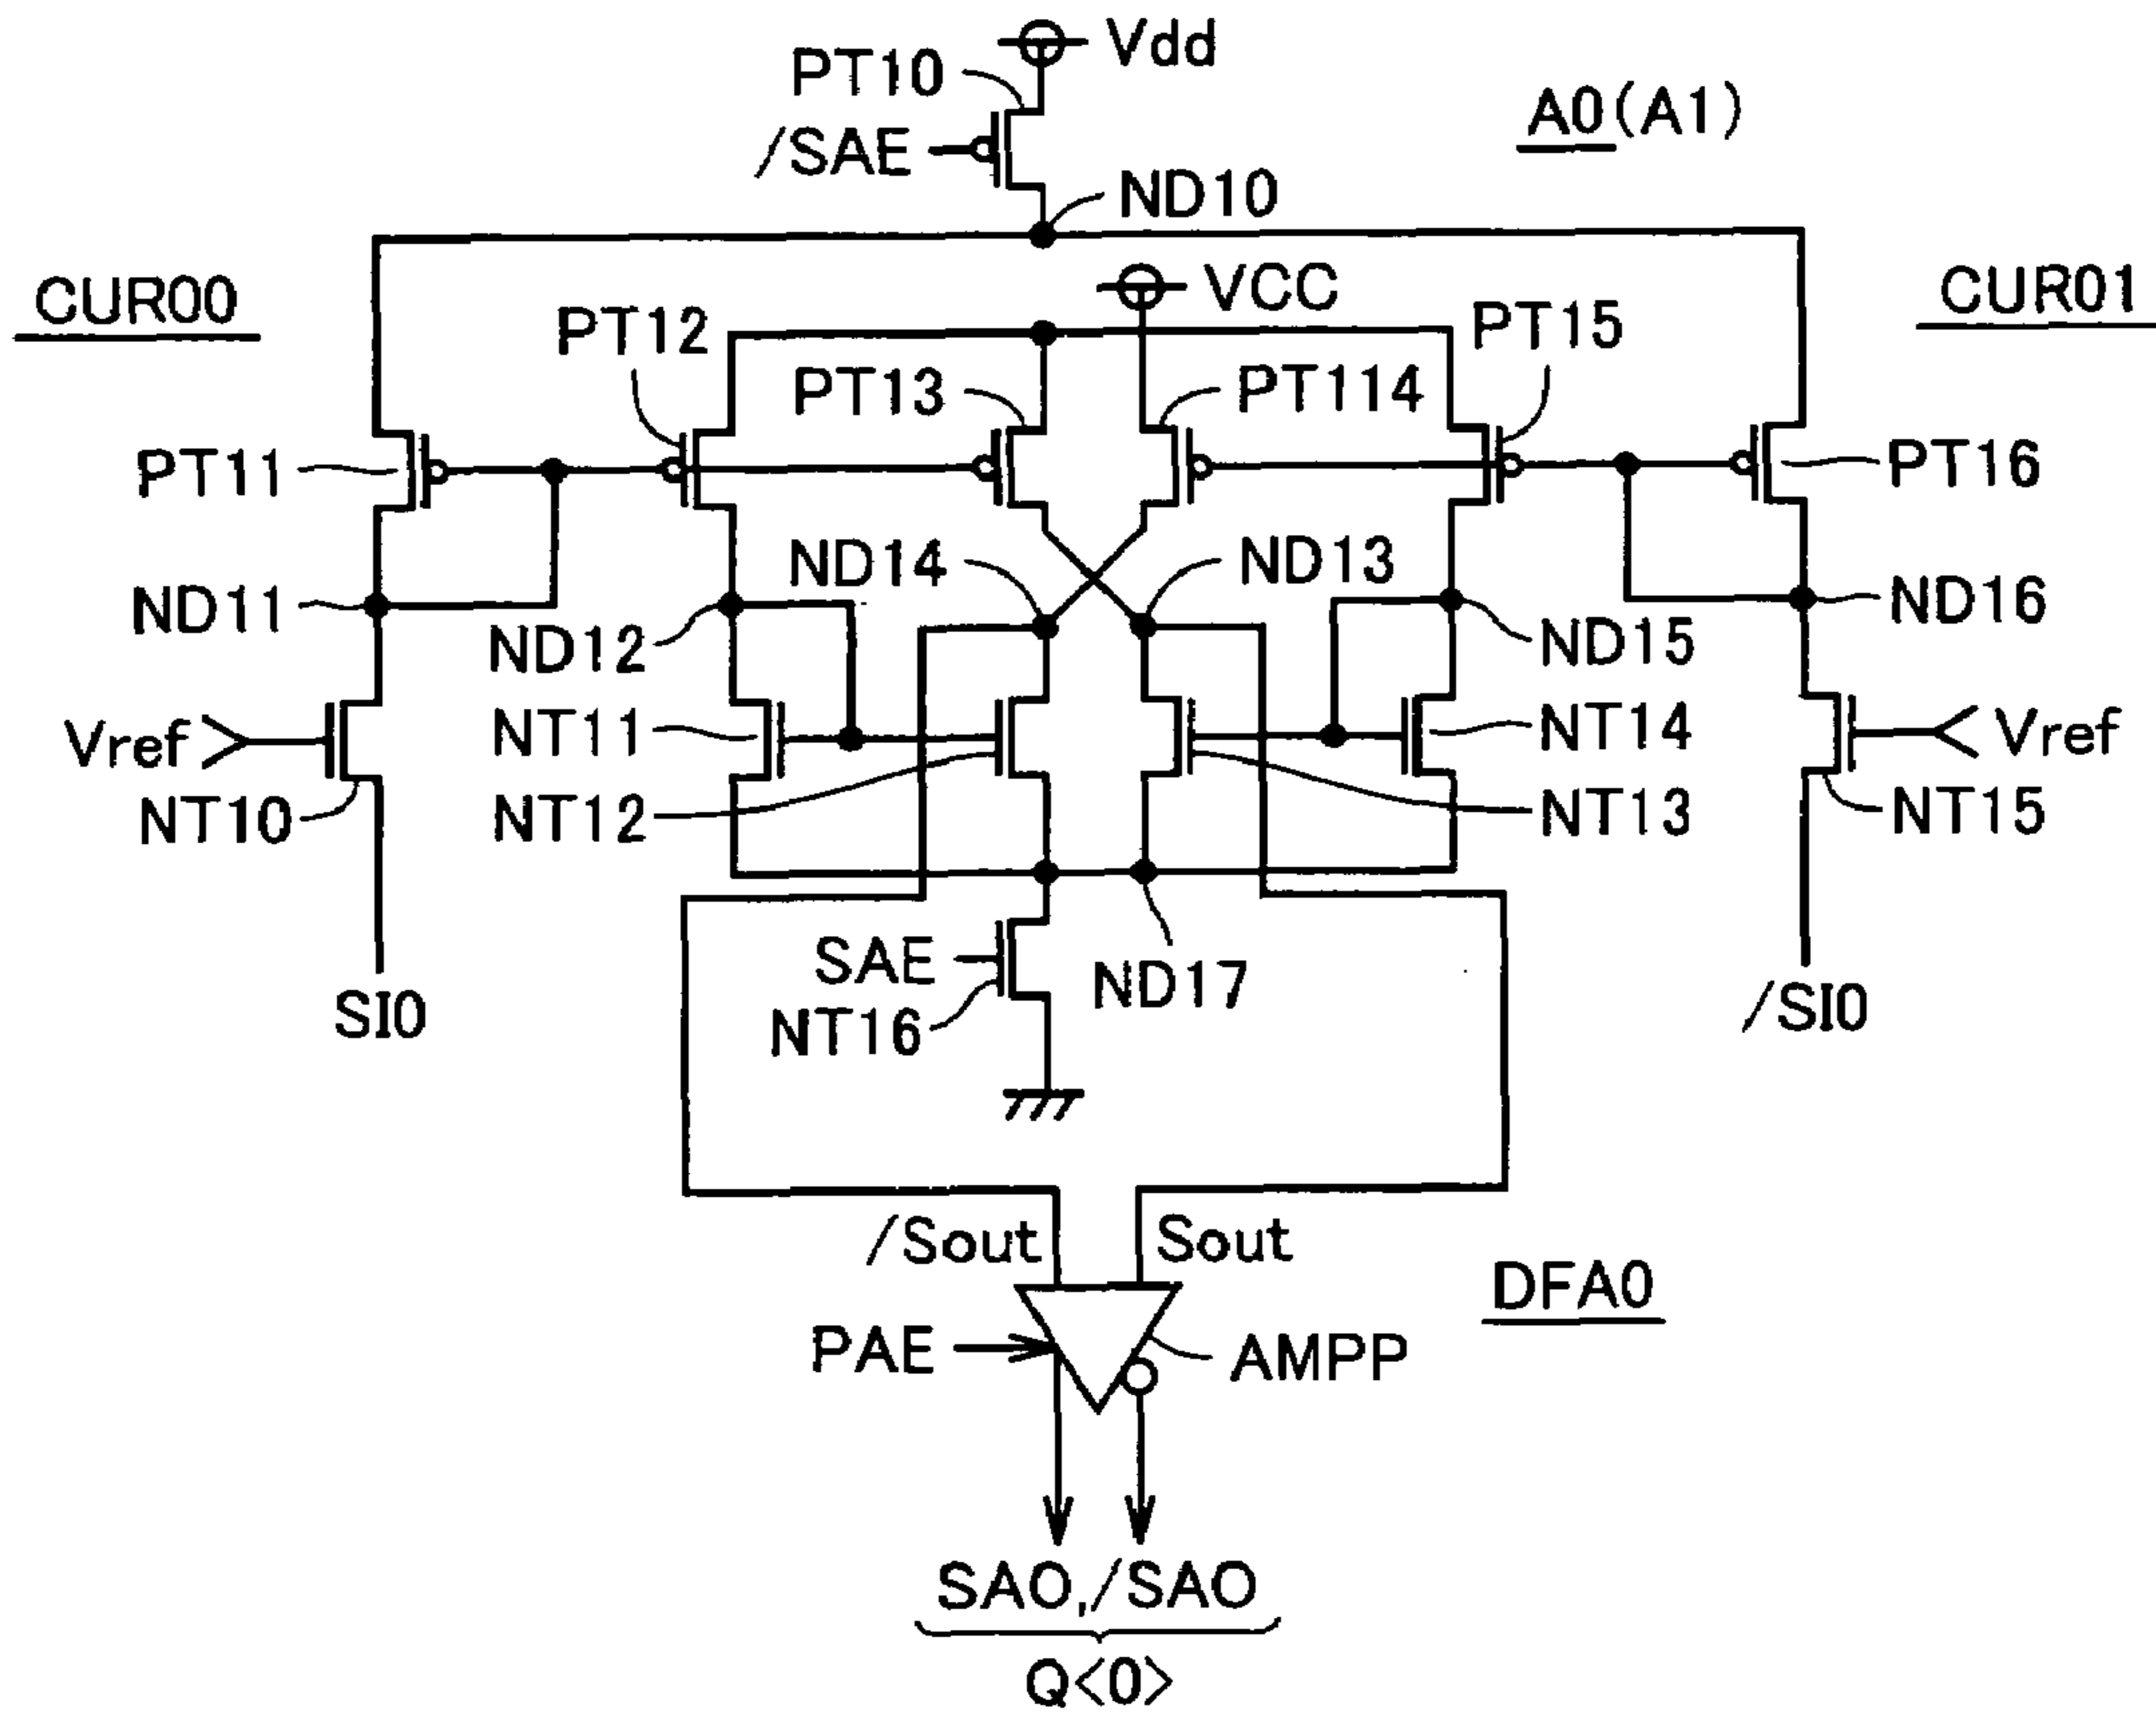 Vdd
PT10
A0(A1)
/SAE
ND10
VCC
CUR00
CUR01
PT12
PT15
PT13
PT114
PT11
PT16
ND14
ND13
ND11
ND16
ND12
ND15
Vref
NT11
NT14
Vref
NT10
NT12
NT13
NT15
SAE
ND17
SI0
NT16
/SI0
/Sout
Sout
DFA0
PAE
AMPP
SAO,/SAO
Q<0>